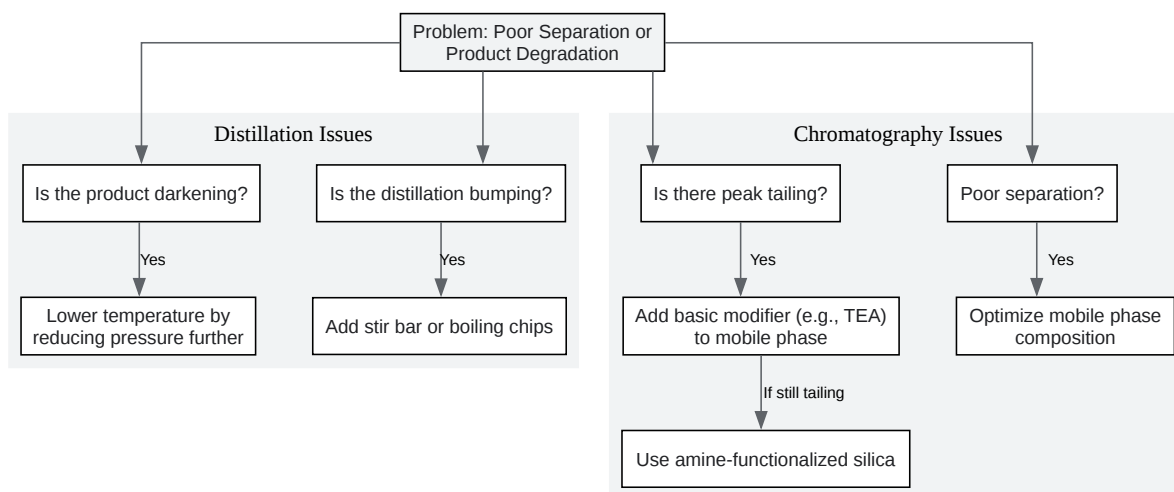 Problem: Poor Separation or
Product Degradation
Distillation Issues
Chromatography Issues
Is the product darkening?
Is the distillation bumping?
Is there peak tailing?
Poor separation?
Yes
Yes
Yes
Yes
Lower temperature by
reducing pressure further
Add stir bar or boiling chips
Add basic modifier (e.g., TEA)
to mobile phase
Optimize mobile phase
composition
If still tailing
Use amine-functionalized silica